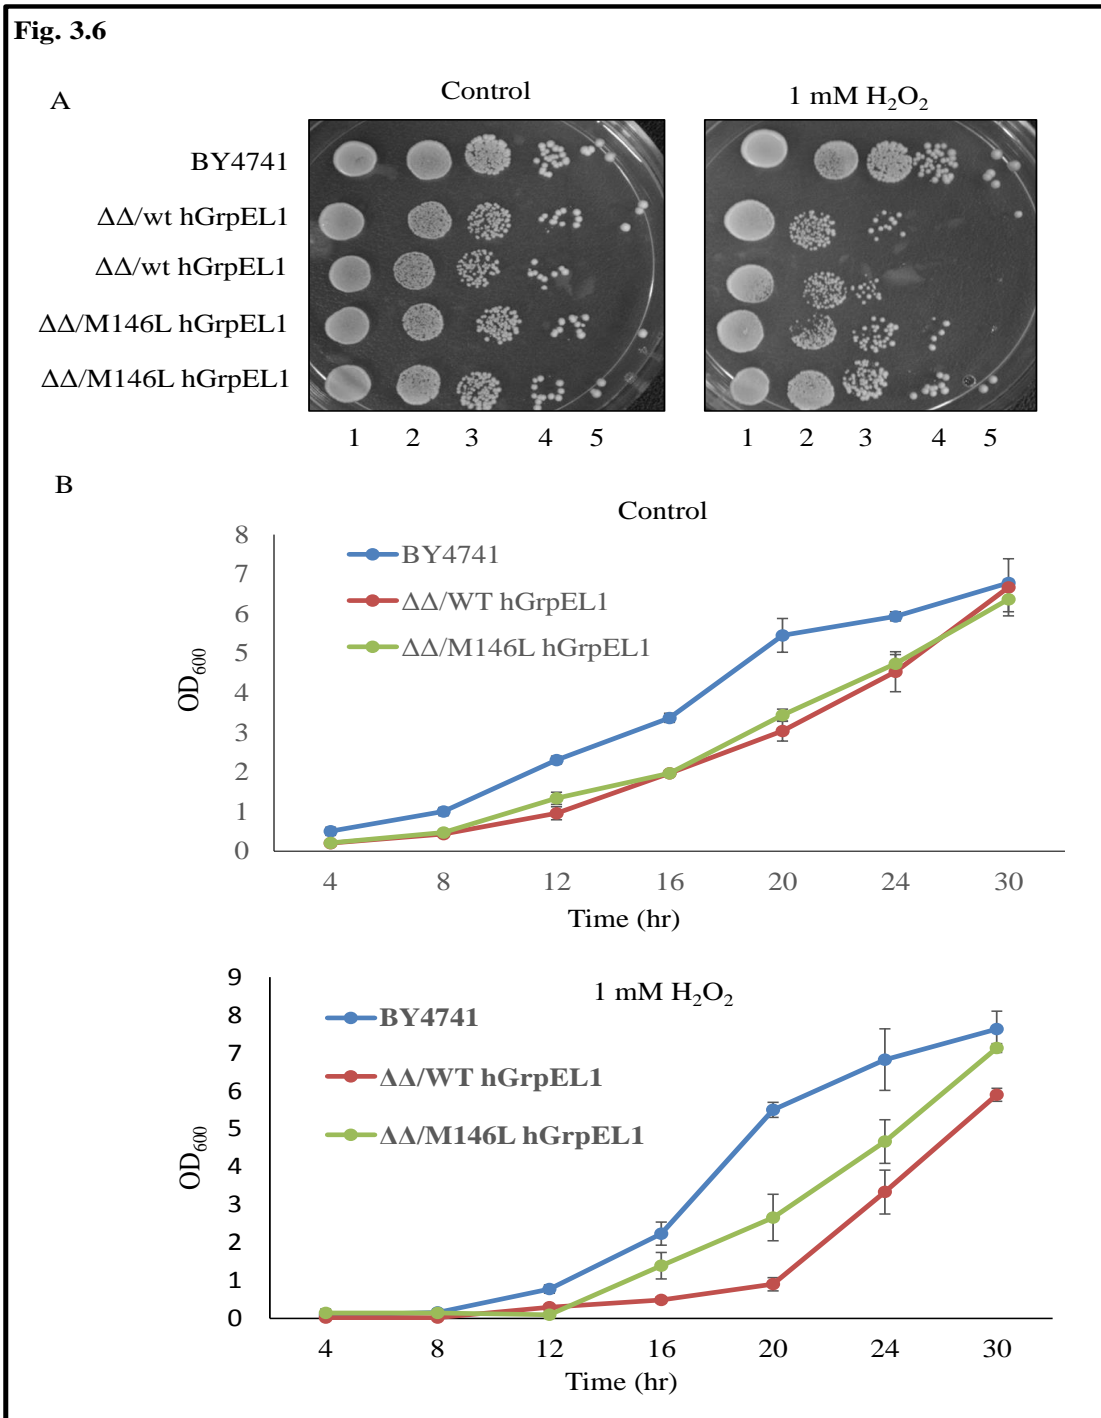 Fig. 3.6
A
Control
1 mM H₂O₂
BY4741
ΔΔ/wt hGrpEL1
ΔΔ/wt hGrpEL1
ΔΔ/M146L hGrpEL1
ΔΔ/M146L hGrpEL1
1 2 3 4 5
1 2 3 4 5
B
Control
8
7
6
5
4
3
2
1
0
OD₆₀₀
BY4741
ΔΔ/WT hGrpEL1
ΔΔ/M146L hGrpEL1
4 8 12 16 20 24 30
Time (hr)
1 mM H₂O₂
9
8
7
6
5
4
3
2
1
0
OD₆₀₀
BY4741
ΔΔ/WT hGrpEL1
ΔΔ/M146L hGrpEL1
4 8 12 16 20 24 30
Time (hr)